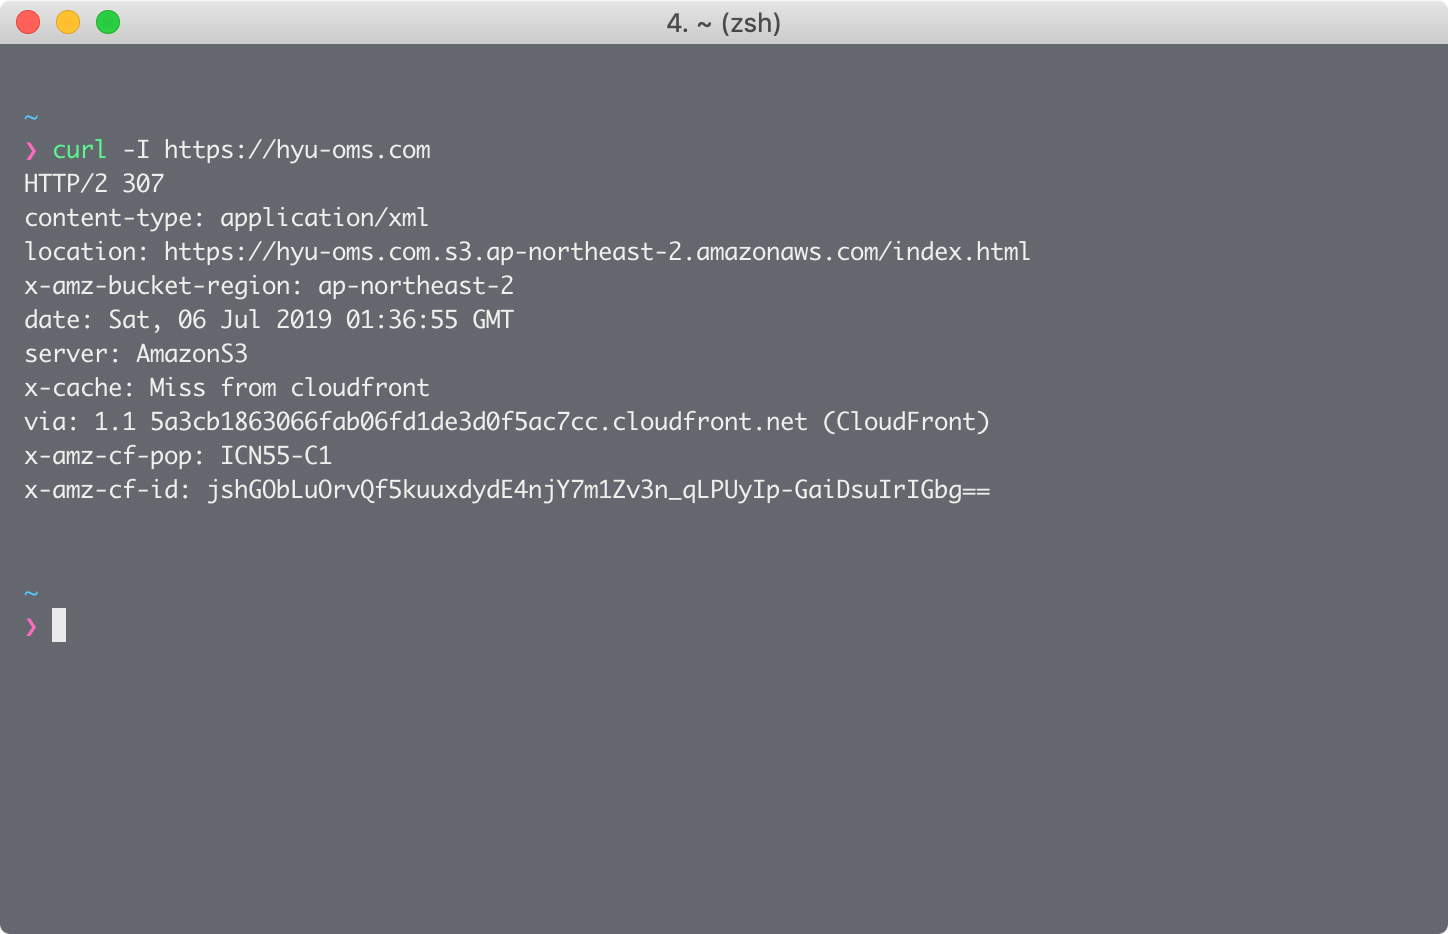 4. ~ (zsh)
~
❯ curl -I https://hyu-oms.com
HTTP/2 307
content-type: application/xml
location: https://hyu-oms.com.s3.ap-northeast-2.amazonaws.com/index.html
x-amz-bucket-region: ap-northeast-2
date: Sat, 06 Jul 2019 01:36:55 GMT
server: AmazonS3
x-cache: Miss from cloudfront
via: 1.1 5a3cb1863066fab06fd1de3d0f5ac7cc.cloudfront.net (CloudFront)
x-amz-cf-pop: ICN55-C1
x-amz-cf-id: jshGObLuOrvQf5kuuxdydE4njY7m1Zv3n_qLPUyIp-GaiDsuIrIGbg==
~
❯